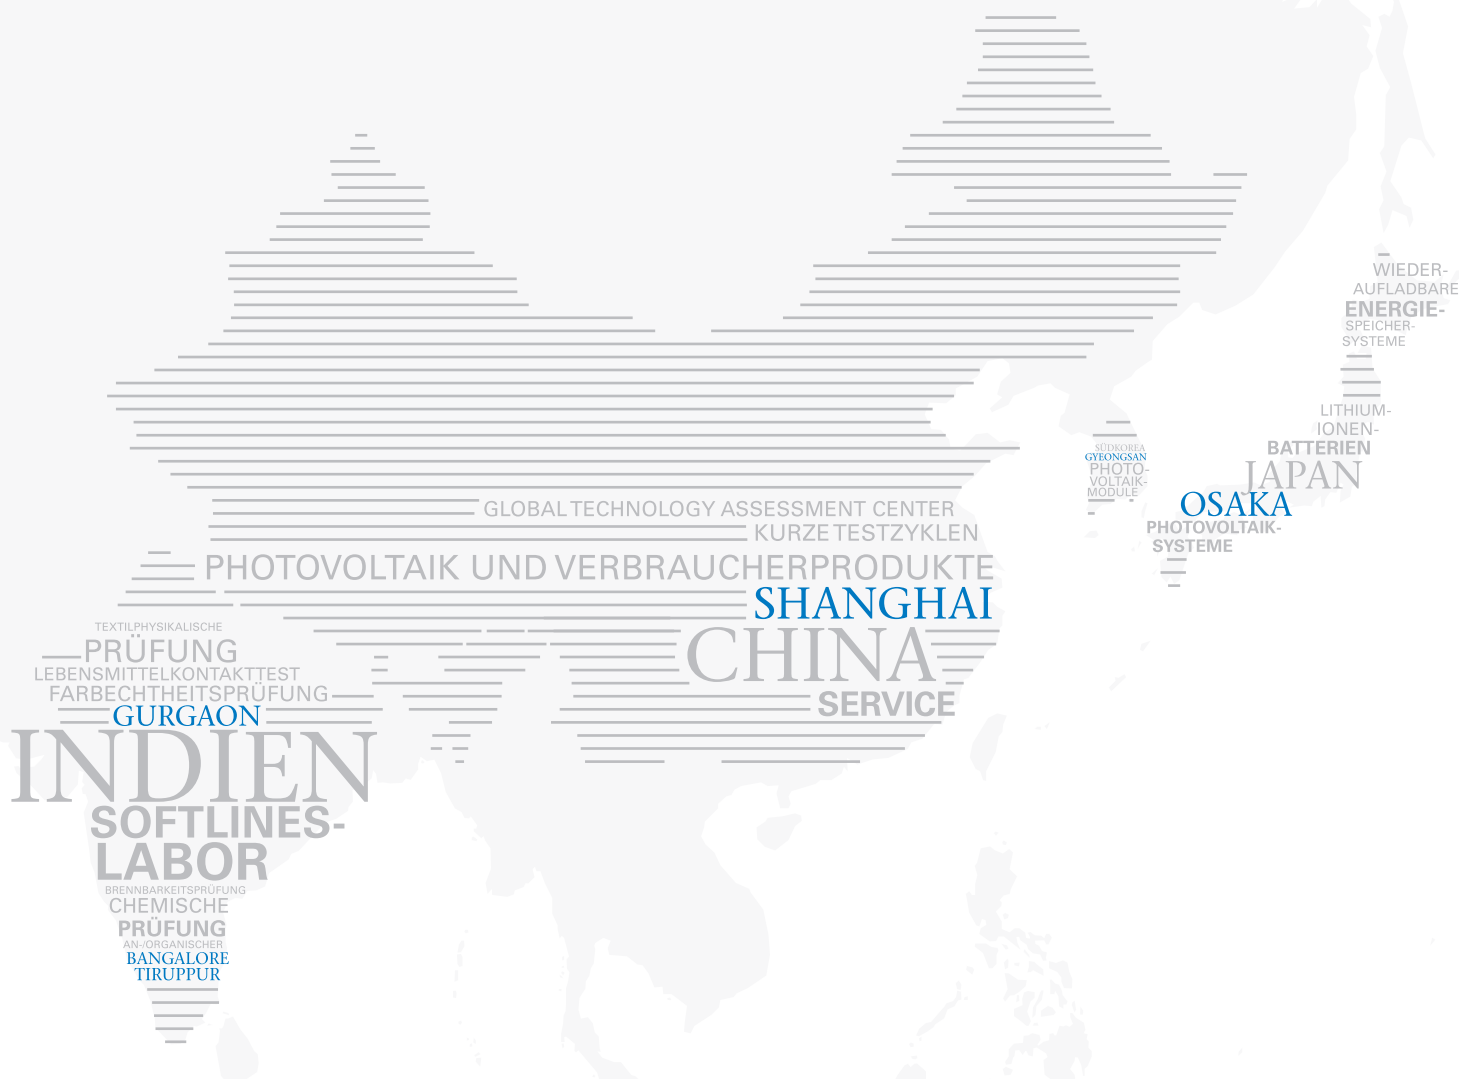 WIEDER-
AUFLADBARE
ENERGIE-
SPEICHER-
SYSTEME
LITHIUM-
IONEN-
BATTERIEN
JAPAN
OSAKA
PHOTOVOLTAIK-
SYSTEME
SÜDKOREA
GYEONGSAN
PHOTO-
VOLTAIK-
MODULE
GLOBAL TECHNOLOGY ASSESSMENT CENTER
KURZE TESTZYKLEN
PHOTOVOLTAIK UND VERBRAUCHERPRODUKTE
SHANGHAI
CHINA
SERVICE
TEXTILPHYSIKALISCHE
PRÜFUNG
LEBENSMITTELKONTAKTTEST
FARBECHTHEITSPRÜFUNG
GURGAON
INDIEN
SOFTLINES-
LABOR
BRENNBARKEITSPRÜFUNG
CHEMISCHE
PRÜFUNG
AN-/ORGANISCHER
BANGALORE
TIRUPPUR